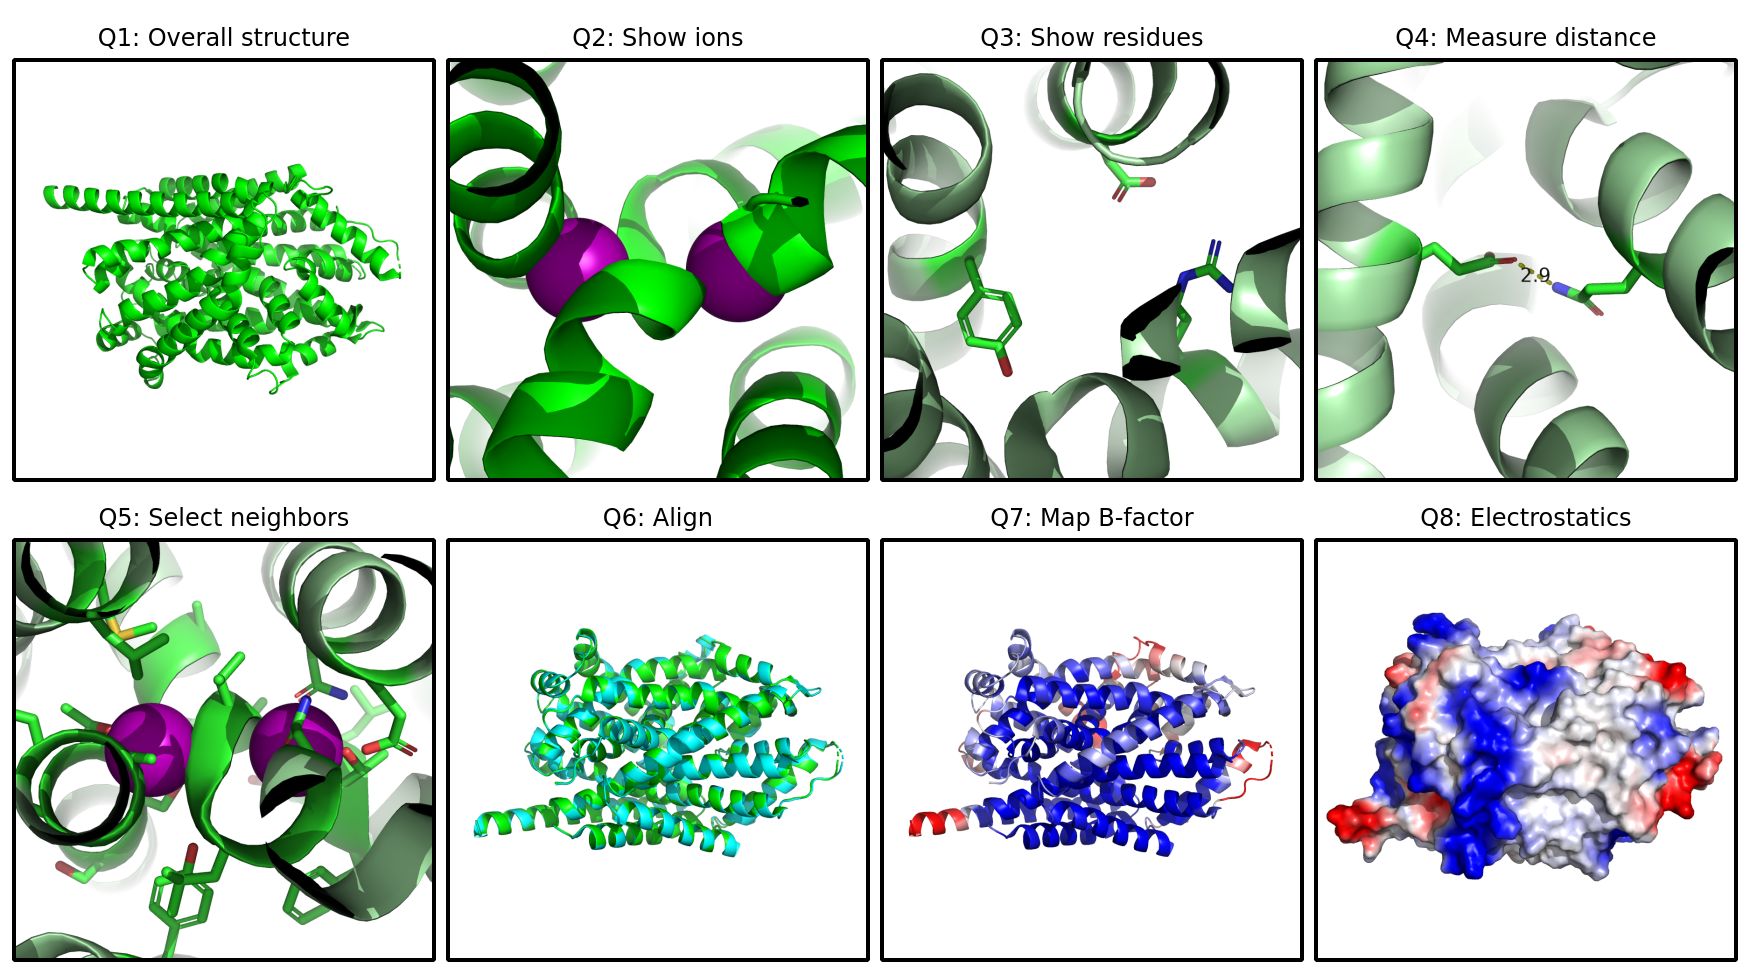 Q1: Overall structure
Q2: Show ions
Q3: Show residues
Q4: Measure distance
2.9
Q5: Select neighbors
Q6: Align
Q7: Map B-factor
Q8: Electrostatics